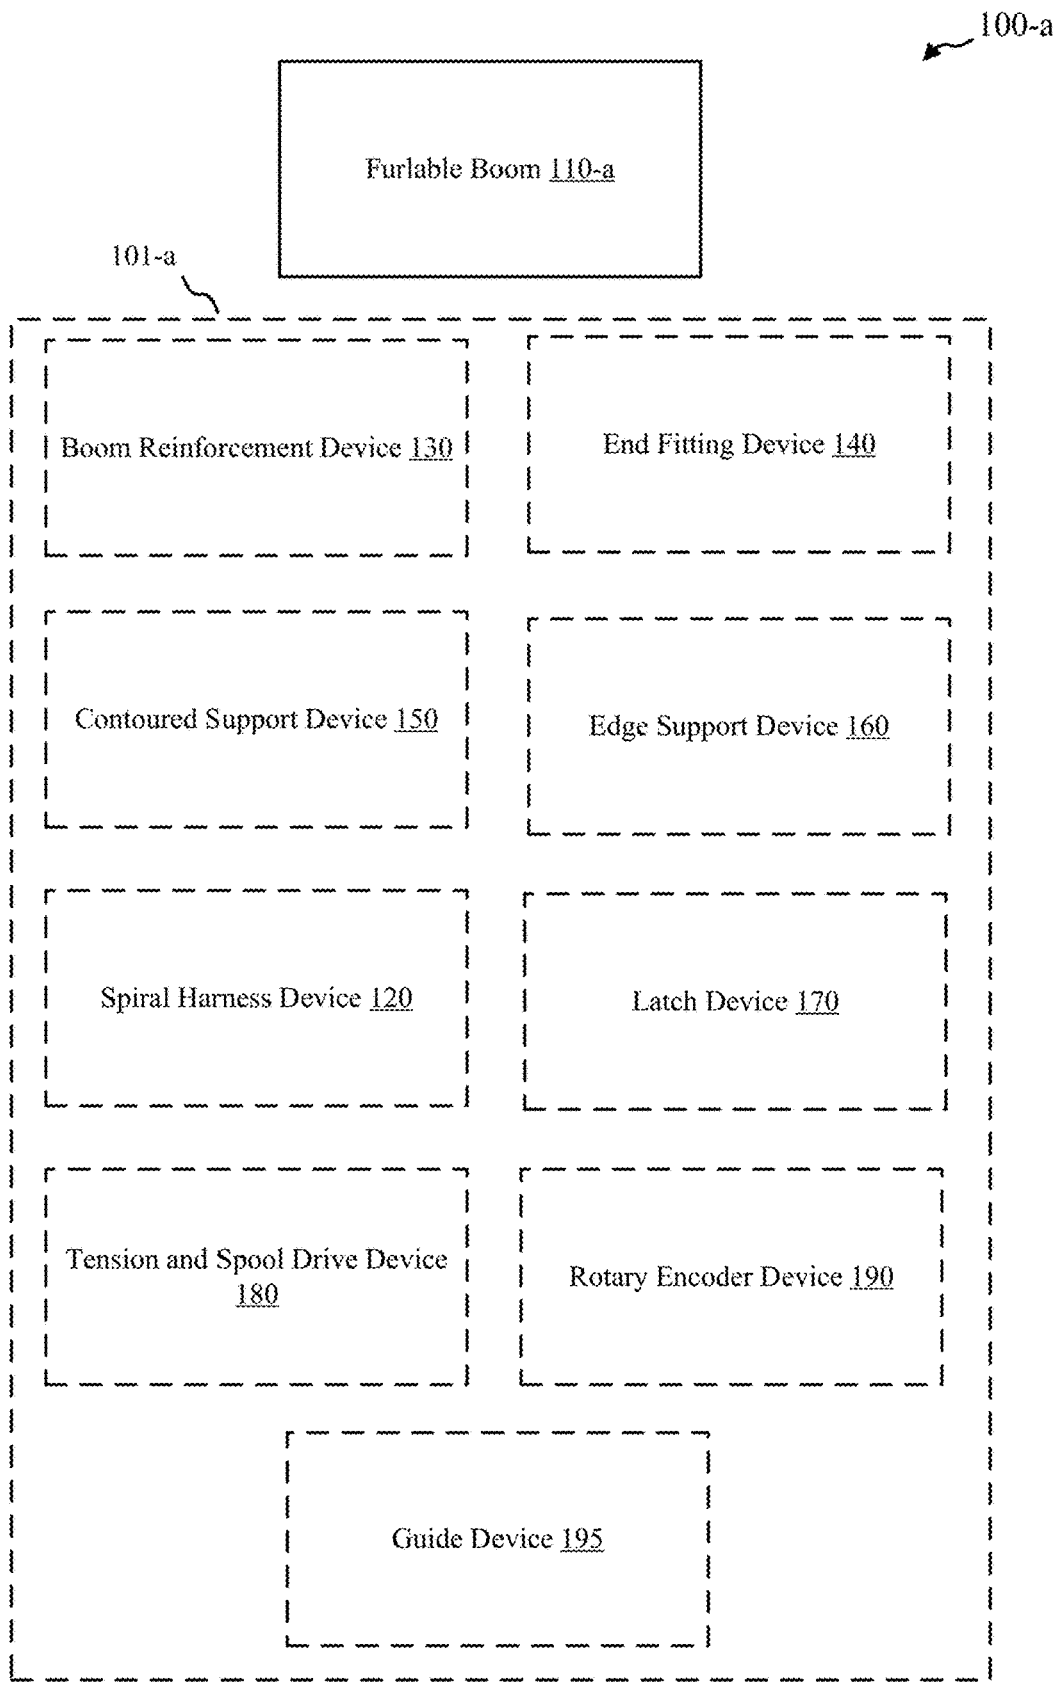 100-a
Furlable Boom 110-a
101-a
Boom Reinforcement Device 130
End Fitting Device 140
Contoured Support Device 150
Edge Support Device 160
Spiral Harness Device 120
Latch Device 170
Tension and Spool Drive Device
180
Rotary Encoder Device 190
Guide Device 195